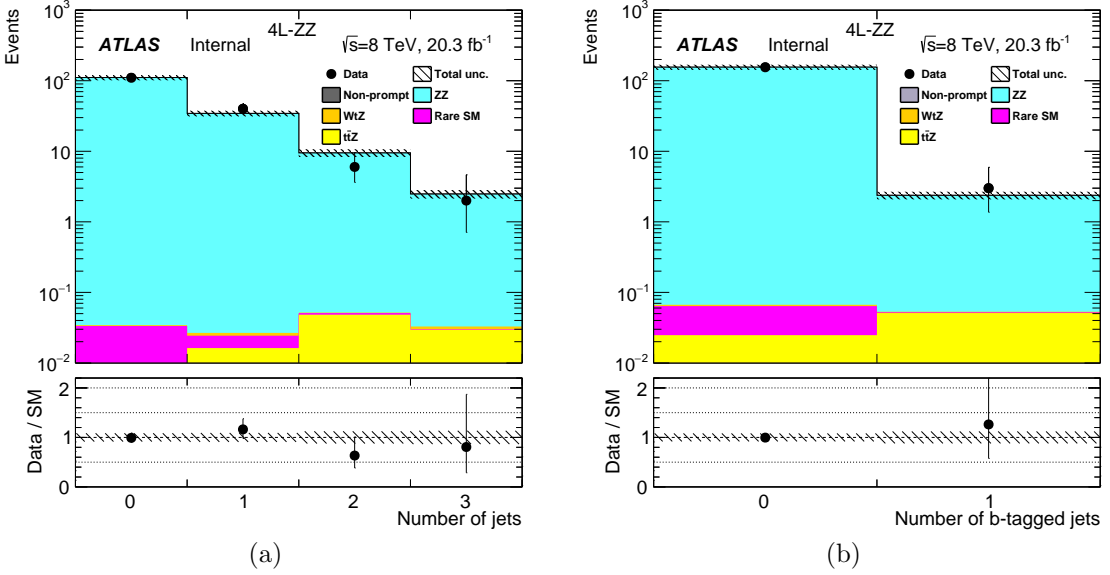 4L-ZZ
ATLAS Internal √s=8 TeV, 20.3 fb⁻¹
Data Total unc.
Non-prompt ZZ
WtZ Rare SM
tt̄Z
Events
10³
10²
10
1
10⁻¹
10⁻²
Data / SM
2
1
0
0 1 2 3
Number of jets
(a)
4L-ZZ
ATLAS Internal √s=8 TeV, 20.3 fb⁻¹
Data Total unc.
Non-prompt ZZ
WtZ Rare SM
tt̄Z
Events
10³
10²
10
1
10⁻¹
10⁻²
Data / SM
2
1
0
0 1
Number of b-tagged jets
(b)